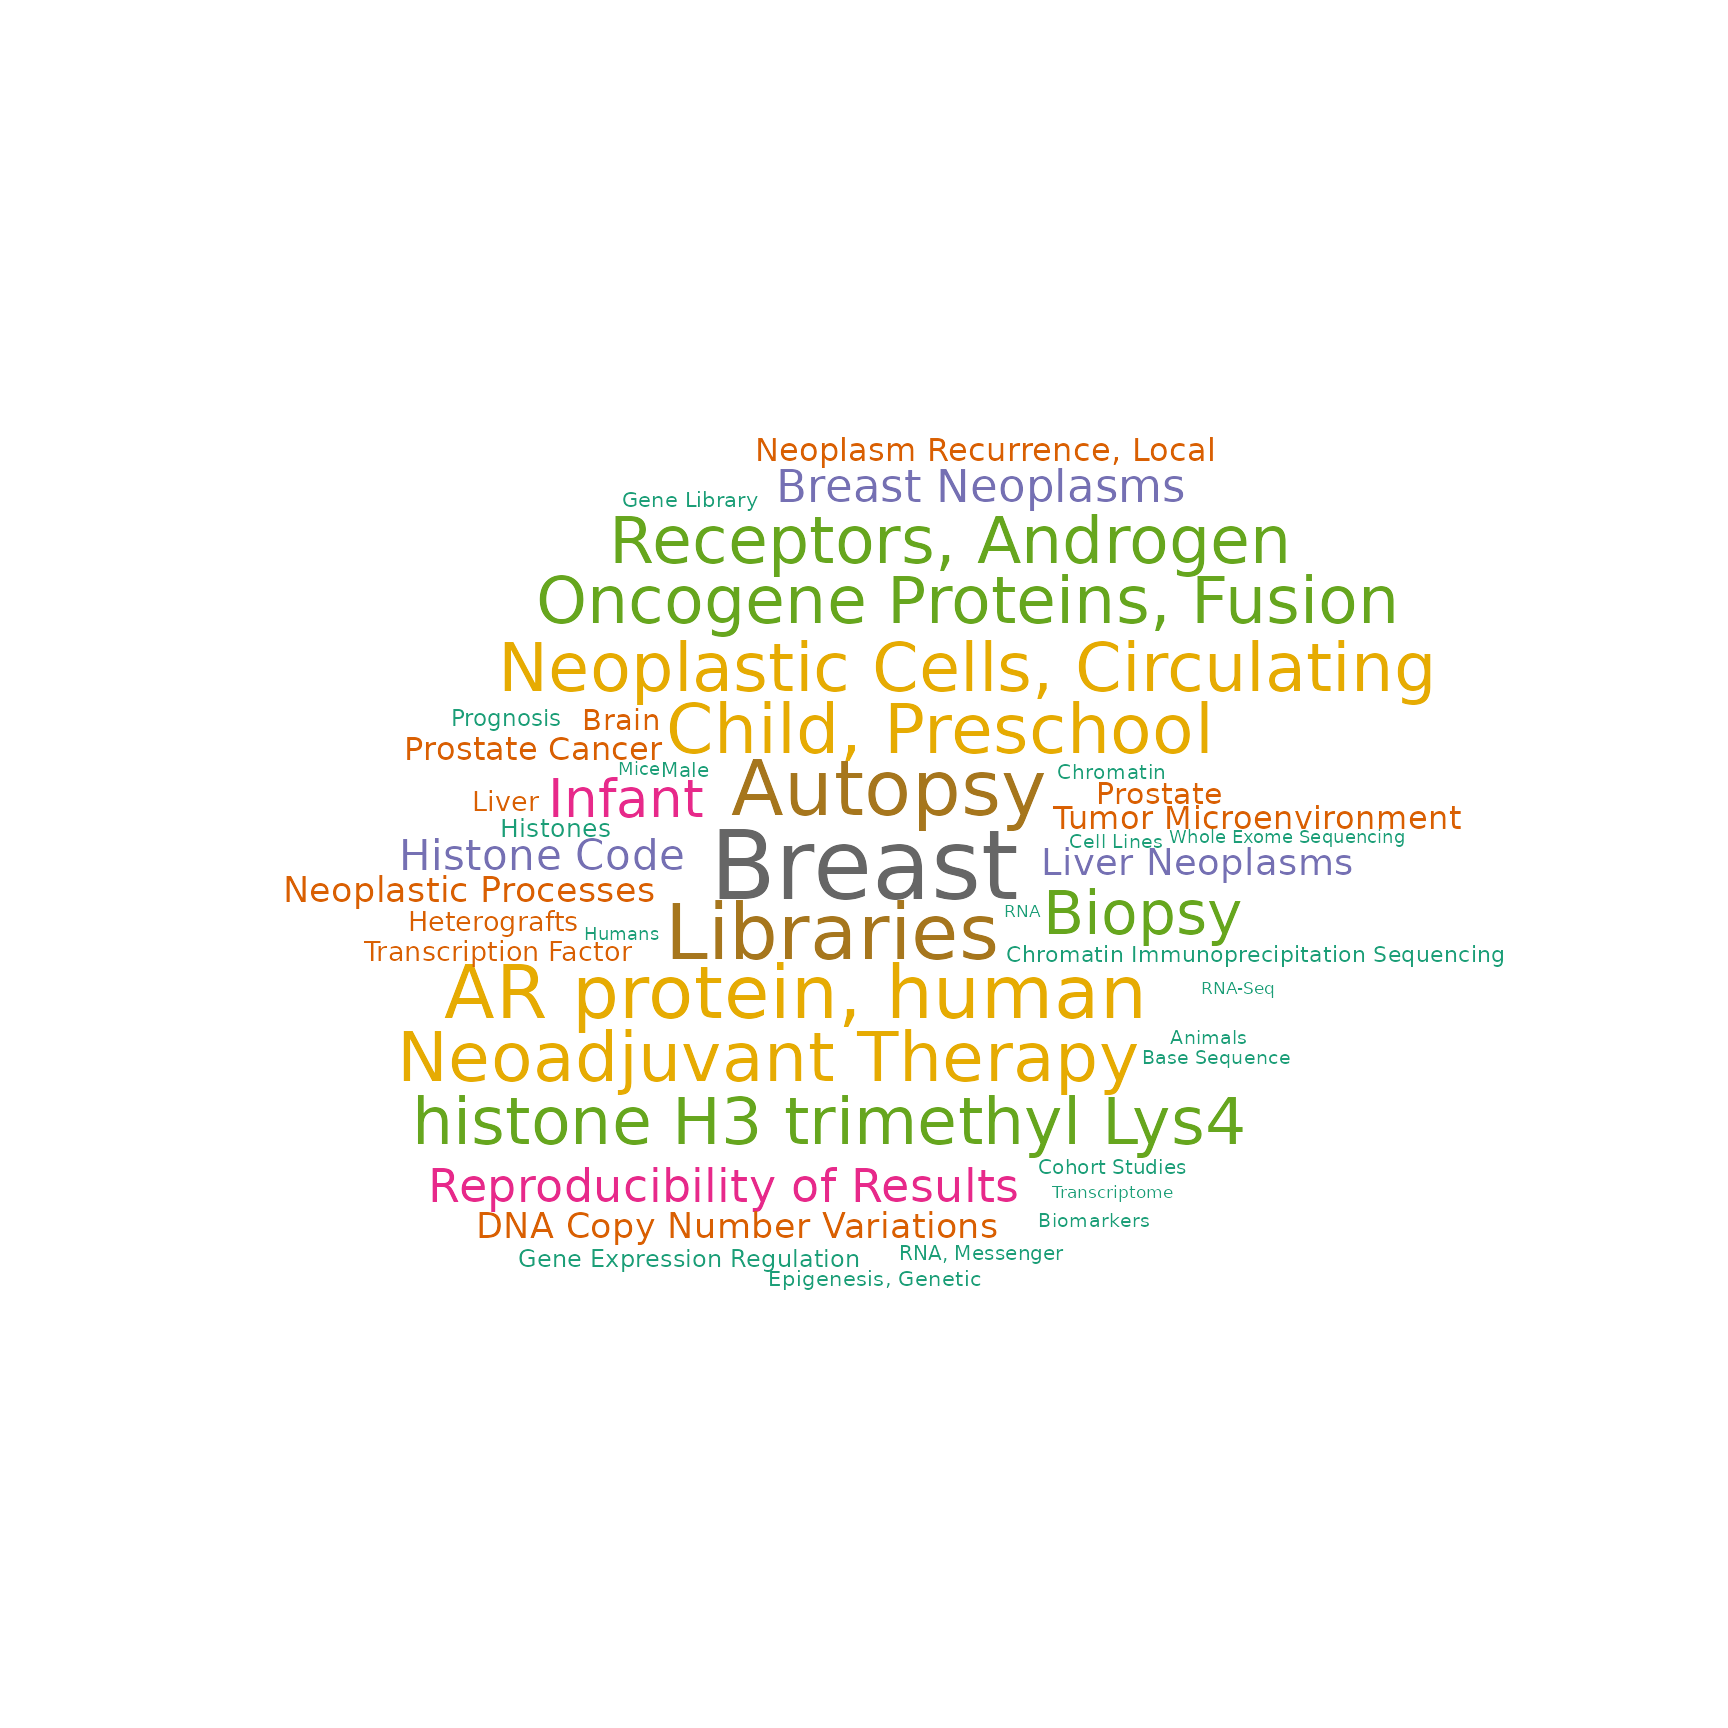 Neoplasm Recurrence, Local
Breast Neoplasms
Gene Library
Receptors, Androgen
Oncogene Proteins, Fusion
Neoplastic Cells, Circulating
Prognosis
Brain
Child, Preschool
Prostate Cancer
Mice
Male
Autopsy
Chromatin
Liver
Infant
Prostate
Tumor Microenvironment
Histones
Cell Lines
Whole Exome Sequencing
Histone Code
Breast
Liver Neoplasms
Neoplastic Processes
Heterografts
Humans
Libraries
RNA
Biopsy
Transcription Factor
Chromatin Immunoprecipitation Sequencing
AR protein, human
RNA-Seq
Neoadjuvant Therapy
Animals
Base Sequence
histone H3 trimethyl Lys4
Reproducibility of Results
Cohort Studies
Transcriptome
DNA Copy Number Variations
Biomarkers
Gene Expression Regulation
RNA, Messenger
Epigenesis, Genetic